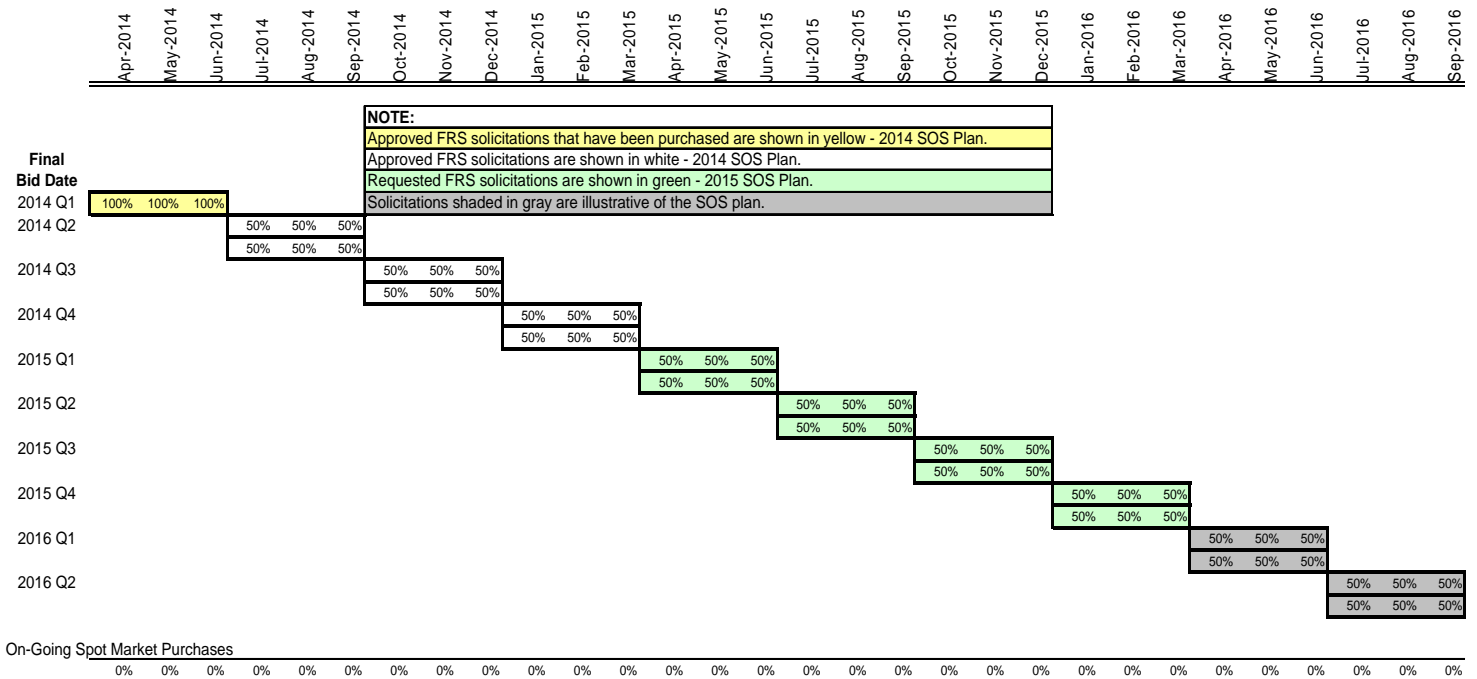 Apr-2014 May-2014 Jun-2014 Jul-2014 Aug-2014 Sep-2014 Oct-2014 Nov-2014 Dec-2014 Jan-2015 Feb-2015 Mar-2015 Apr-2015 May-2015 Jun-2015 Jul-2015 Aug-2015 Sep-2015 Oct-2015 Nov-2015 Dec-2015 Jan-2016 Feb-2016 Mar-2016 Apr-2016 May-2016 Jun-2016 Jul-2016 Aug-2016 Sep-2016
NOTE:
Approved FRS solicitations that have been purchased are shown in yellow - 2014 SOS Plan.
Approved FRS solicitations are shown in white - 2014 SOS Plan.
Requested FRS solicitations are shown in green - 2015 SOS Plan.
Solicitations shaded in gray are illustrative of the SOS plan.
Final
Bid Date
2014 Q1 100% 100% 100%
2014 Q2 50% 50% 50%
50% 50% 50%
2014 Q3 50% 50% 50%
50% 50% 50%
2014 Q4 50% 50% 50%
50% 50% 50%
2015 Q1 50% 50% 50%
50% 50% 50%
2015 Q2 50% 50% 50%
50% 50% 50%
2015 Q3 50% 50% 50%
50% 50% 50%
2015 Q4 50% 50% 50%
50% 50% 50%
2016 Q1 50% 50% 50%
50% 50% 50%
2016 Q2 50% 50% 50%
50% 50% 50%
On-Going Spot Market Purchases
0% 0% 0% 0% 0% 0% 0% 0% 0% 0% 0% 0% 0% 0% 0% 0% 0% 0% 0% 0% 0% 0% 0% 0% 0% 0% 0% 0% 0% 0%